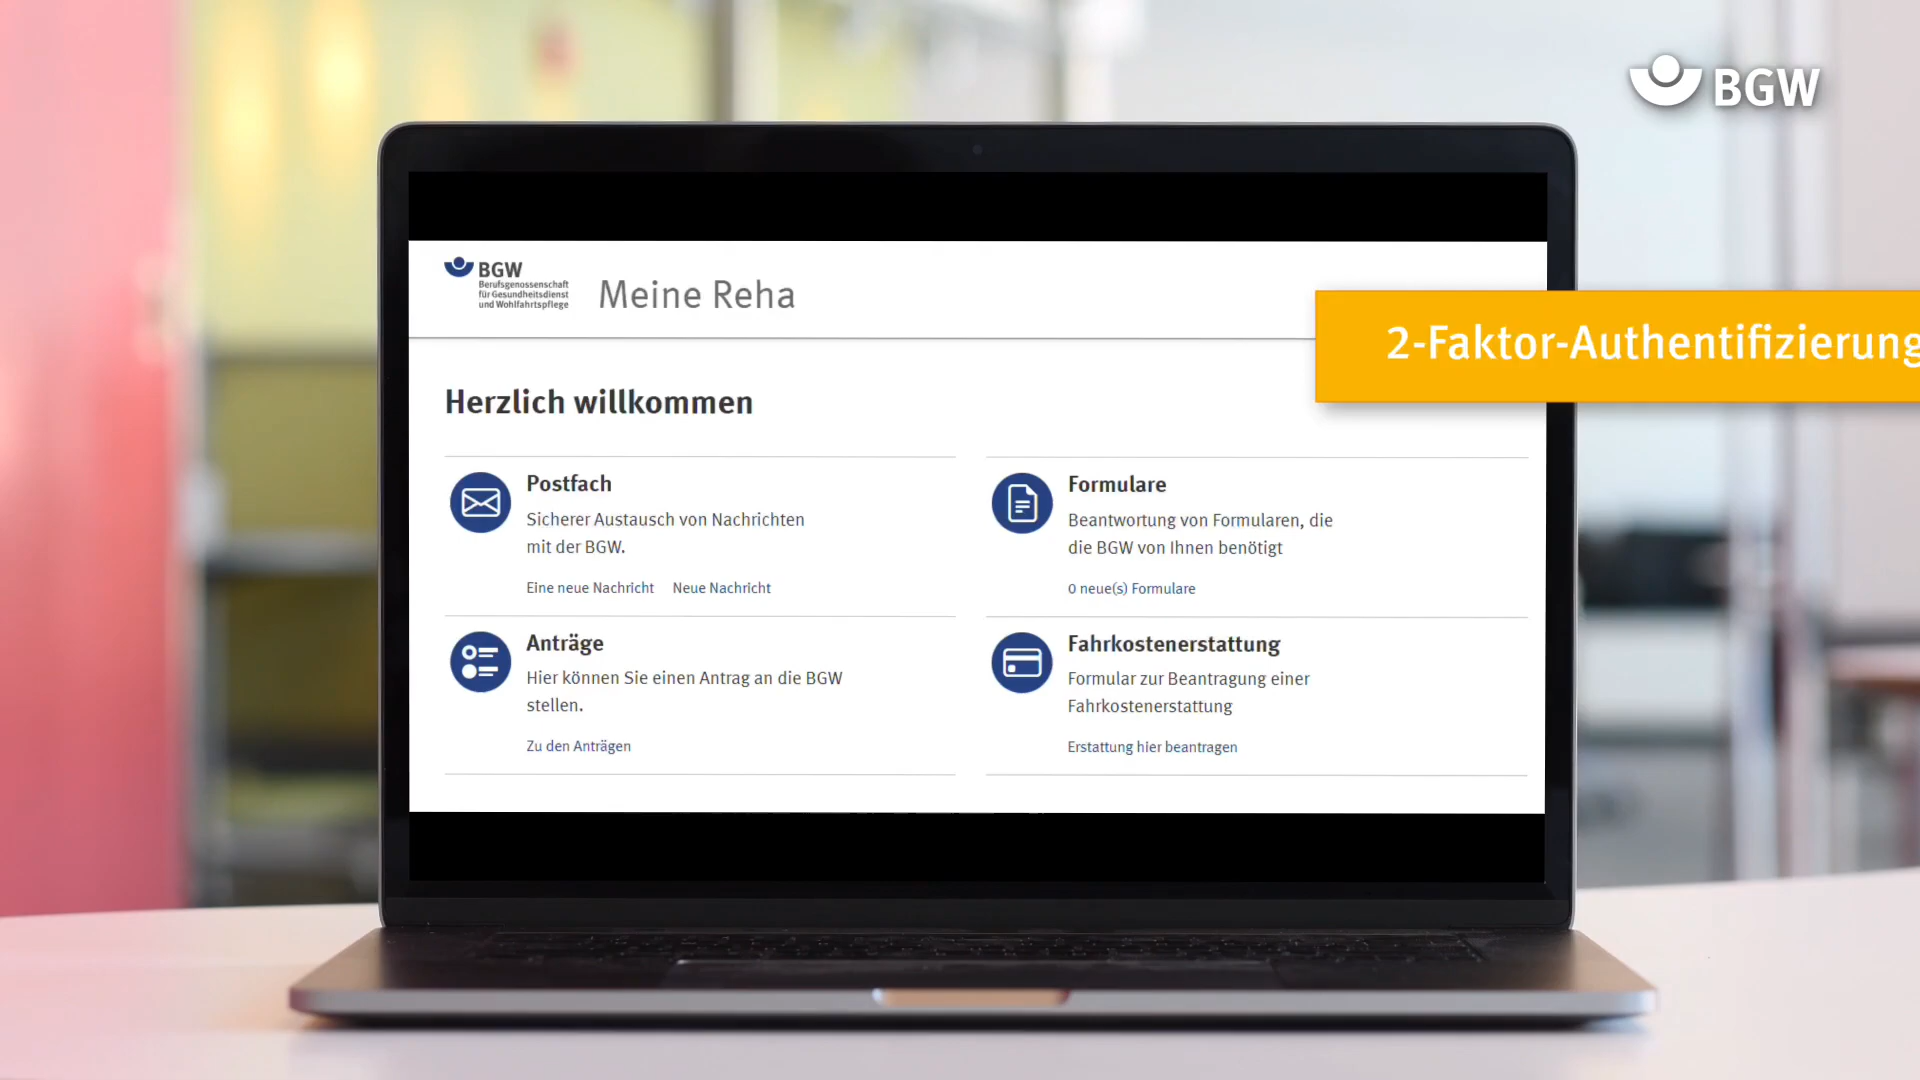 BGW
BGW
Berufsgenossenschaft
für Gesundheitsdienst
und Wohlfahrtspflege
Meine Reha
2-Faktor-Authentifizierung
Herzlich willkommen
Postfach
Sicherer Austausch von Nachrichten
mit der BGW.
Eine neue Nachricht Neue Nachricht
Formulare
Beantwortung von Formularen, die
die BGW von Ihnen benötigt
0 neue(s) Formulare
Anträge
Hier können Sie einen Antrag an die BGW
stellen.
Zu den Anträgen
Fahrkostenerstattung
Formular zur Beantragung einer
Fahrkostenerstattung
Erstattung hier beantragen